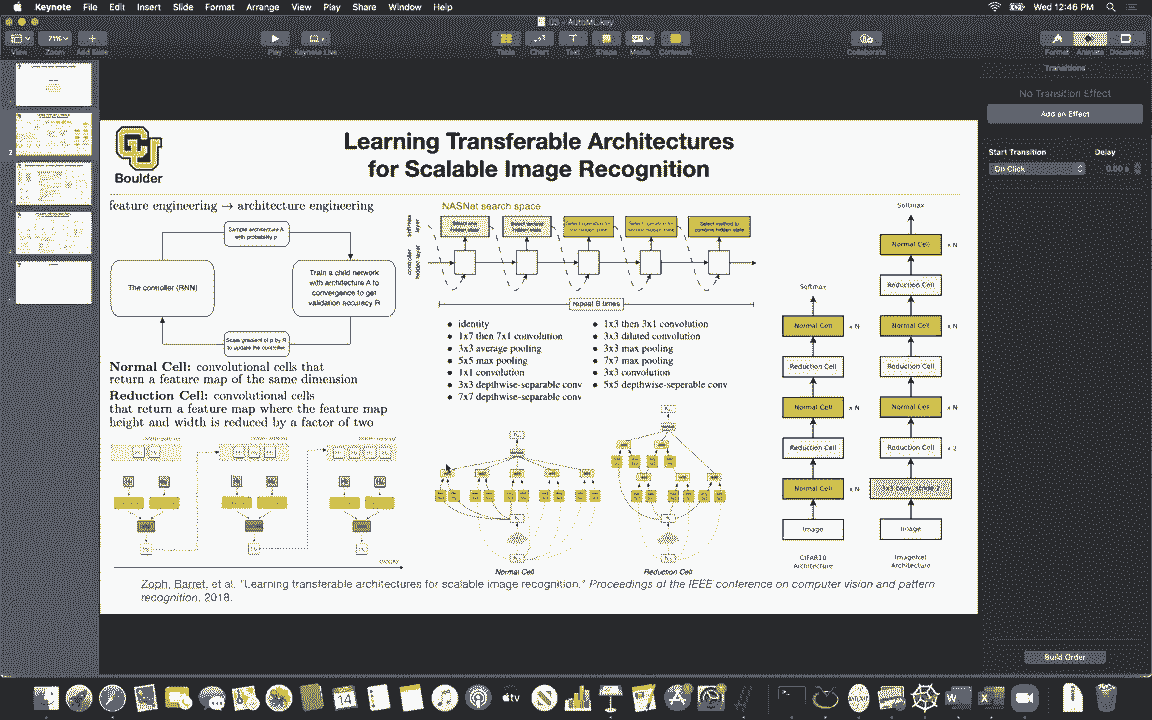 Keynote File Edit Insert Slide Format Arrange View Play Share Window Help
Wed 12:46 PM
03 - AutoML.key
View Zoom Add Slide Play Keynote Live Table Chart Text Shape Media Comment Collaborate Format Animate Document
Transitions
No Transition Effect
Add an Effect
Start Transition Delay
On Click 0.00 s
Build Order
Boulder
Learning Transferable Architectures
for Scalable Image Recognition
feature engineering → architecture engineering
Sample architecture A
with probability p
The controller (RNN)
Train a child network
with architecture A to
convergence to get
validation accuracy R
Scale gradient of p by R
to update the controller
Normal Cell: convolutional cells that
return a feature map of the same dimension
Reduction Cell: convolutional cells
that return a feature map where the feature map
height and width is reduced by a factor of two
NASNet search space
softmax
layer
controller
hidden layer
repeat B times
• identity
• 1x7 then 7x1 convolution
• 3x3 average pooling
• 5x5 max pooling
• 1x1 convolution
• 3x3 depthwise-separable conv
• 7x7 depthwise-separable conv
• 1x3 then 3x1 convolution
• 3x3 dilated convolution
• 3x3 max pooling
• 7x7 max pooling
• 3x3 convolution
• 5x5 depthwise-seperable conv
Normal Cell
Reduction Cell
Softmax
Normal Cell x N
Reduction Cell
Normal Cell x N
Reduction Cell
Normal Cell x N
Image
CIFAR10
Architecture
Softmax
Normal Cell x N
Reduction Cell
Normal Cell x N
Reduction Cell
Normal Cell x N
Reduction Cell x 2
Image
ImageNet
Architecture
Zoph, Barret, et al. "Learning transferable architectures for scalable image recognition." Proceedings of the IEEE conference on computer vision and pattern
recognition. 2018.